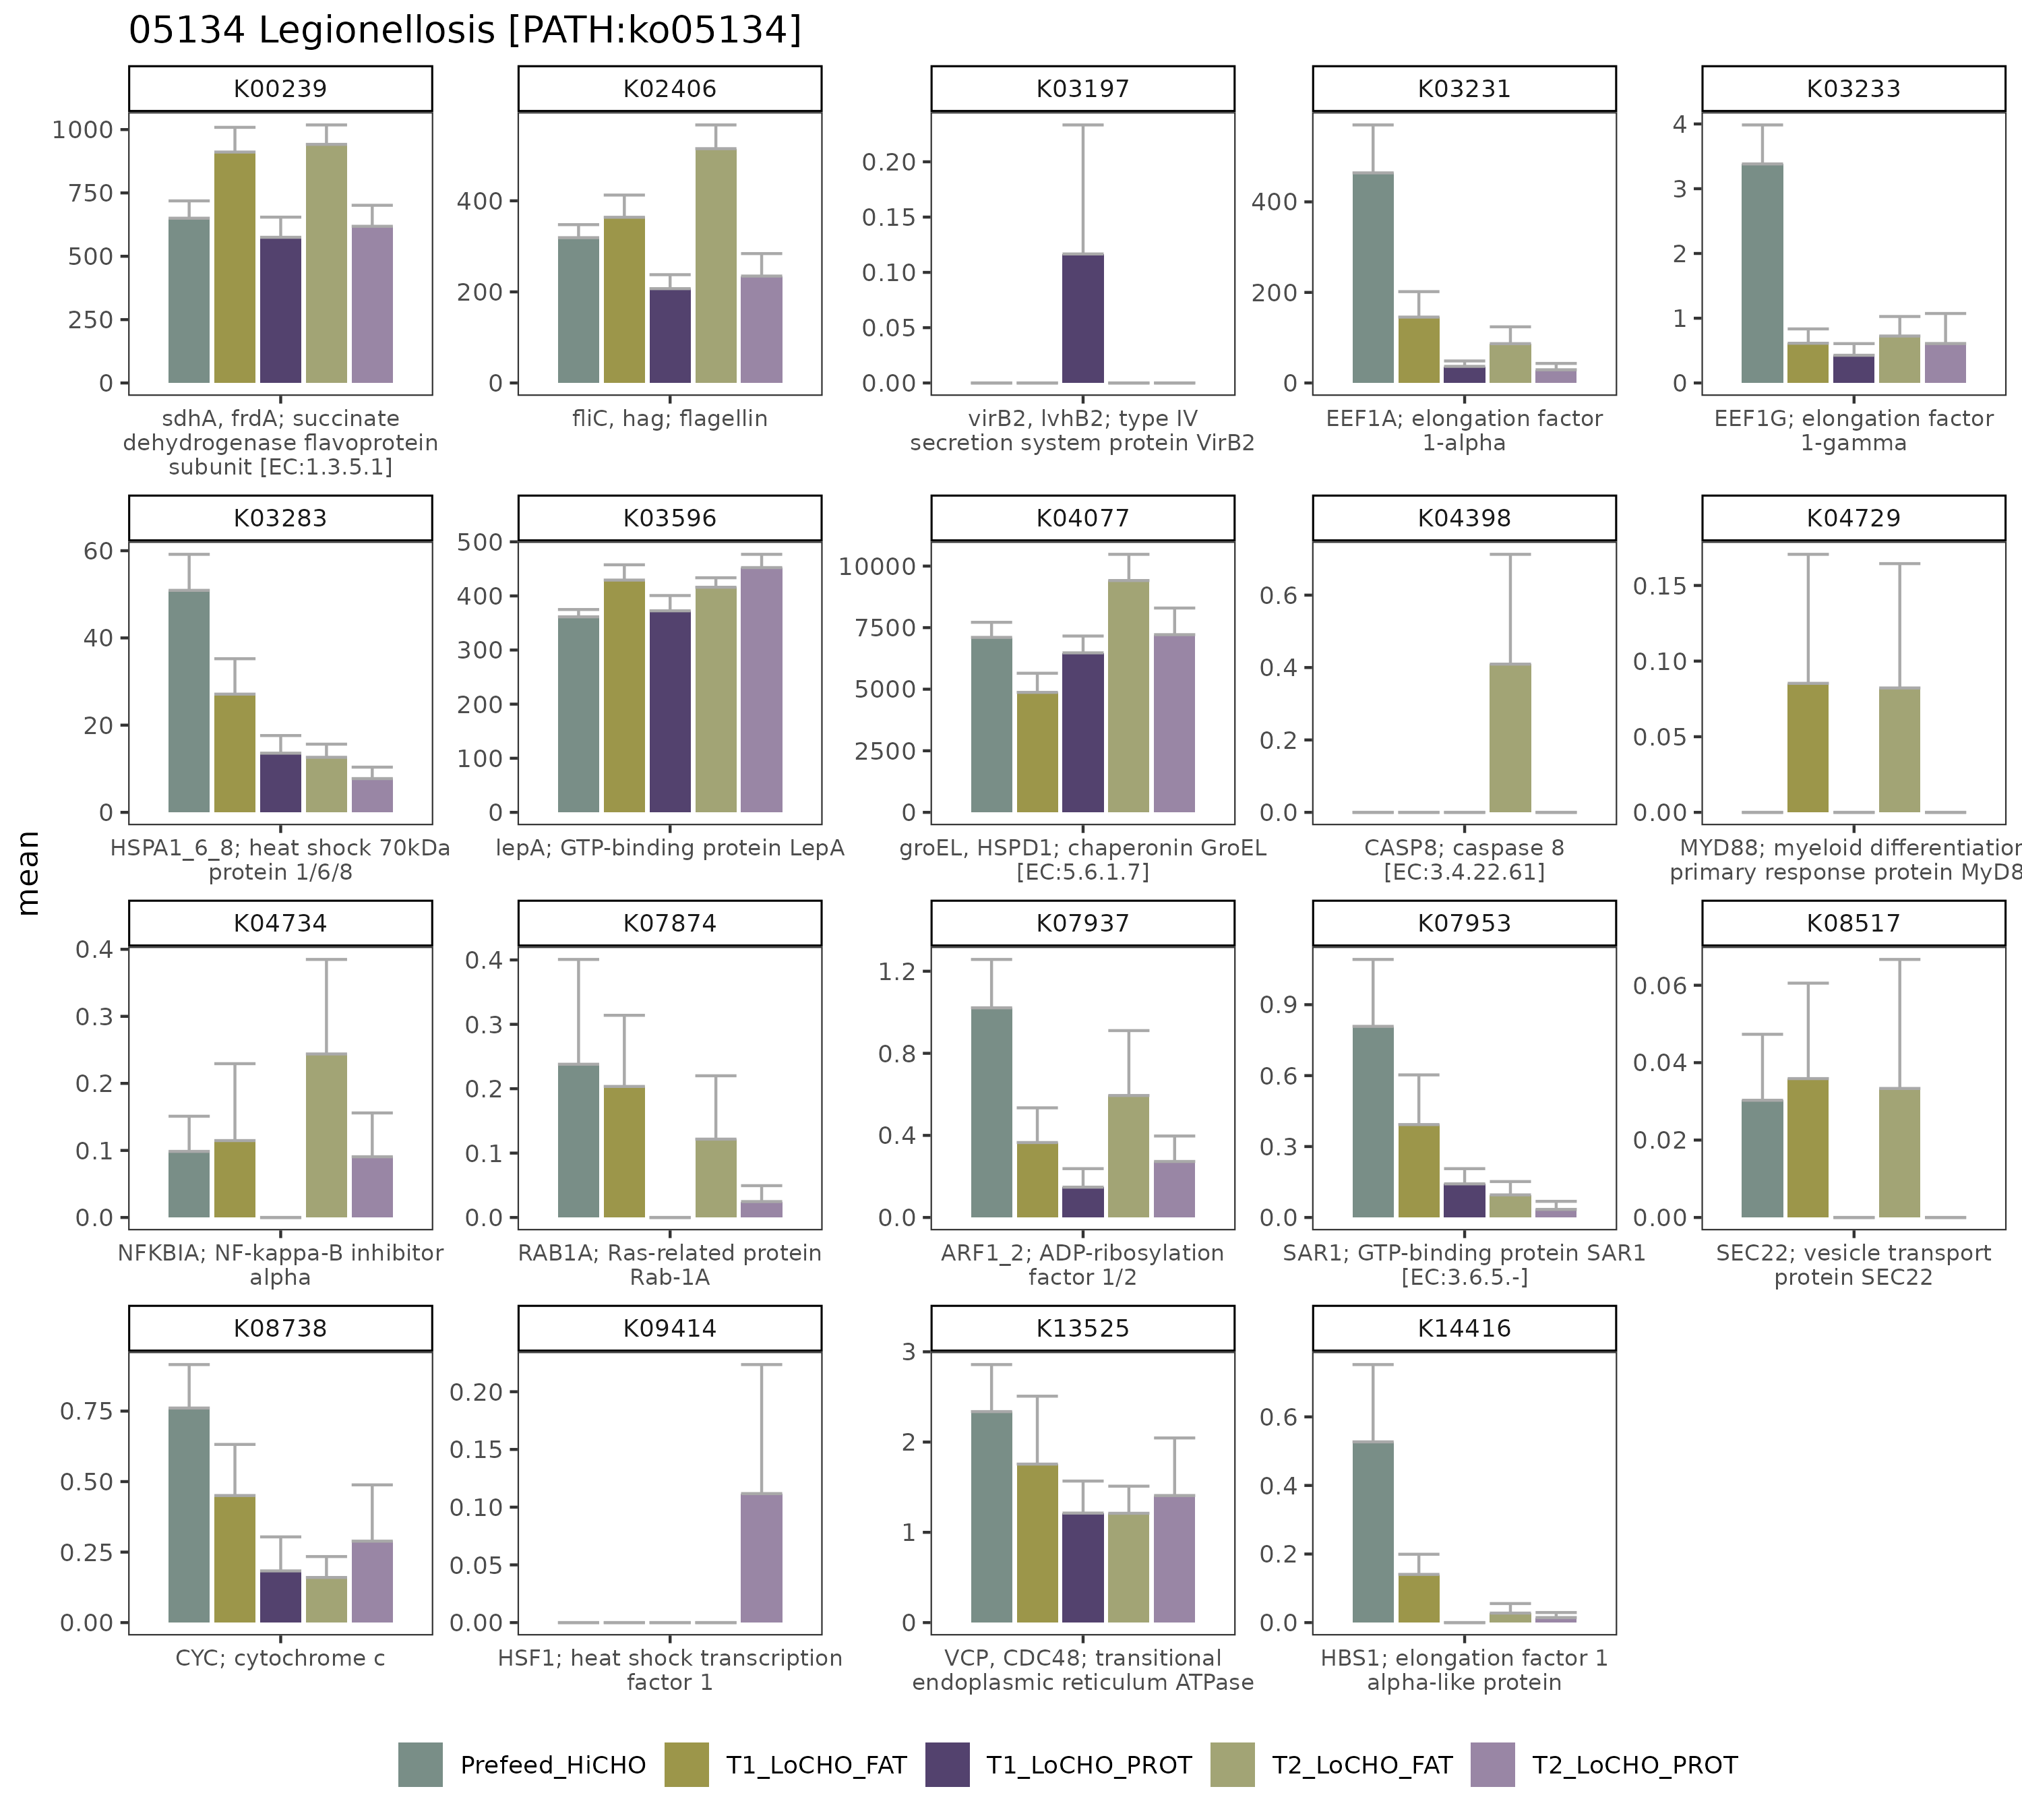 05134 Legionellosis [PATH:ko05134]
K00239
K02406
K03197
K03231
K03233
1000
750
500
250
0
400
200
0
0.20
0.15
0.10
0.05
0.00
400
200
0
4
3
2
1
0
sdhA, frdA; succinate
dehydrogenase flavoprotein
subunit [EC:1.3.5.1]
fliC, hag; flagellin
virB2, lvhB2; type IV
secretion system protein VirB2
EEF1A; elongation factor
1-alpha
EEF1G; elongation factor
1-gamma
K03283
K03596
K04077
K04398
K04729
60
40
20
0
500
400
300
200
100
0
10000
7500
5000
2500
0
0.6
0.4
0.2
0.0
0.15
0.10
0.05
0.00
HSPA1_6_8; heat shock 70kDa
protein 1/6/8
lepA; GTP-binding protein LepA
groEL, HSPD1; chaperonin GroEL
[EC:5.6.1.7]
CASP8; caspase 8
[EC:3.4.22.61]
MYD88; myeloid differentiation
primary response protein MyD8
mean
K04734
K07874
K07937
K07953
K08517
0.4
0.3
0.2
0.1
0.0
0.4
0.3
0.2
0.1
0.0
1.2
0.8
0.4
0.0
0.9
0.6
0.3
0.0
0.06
0.04
0.02
0.00
NFKBIA; NF-kappa-B inhibitor
alpha
RAB1A; Ras-related protein
Rab-1A
ARF1_2; ADP-ribosylation
factor 1/2
SAR1; GTP-binding protein SAR1
[EC:3.6.5.-]
SEC22; vesicle transport
protein SEC22
K08738
K09414
K13525
K14416
0.75
0.50
0.25
0.00
0.20
0.15
0.10
0.05
0.00
3
2
1
0
0.6
0.4
0.2
0.0
CYC; cytochrome c
HSF1; heat shock transcription
factor 1
VCP, CDC48; transitional
endoplasmic reticulum ATPase
HBS1; elongation factor 1
alpha-like protein
Prefeed_HiCHO
T1_LoCHO_FAT
T1_LoCHO_PROT
T2_LoCHO_FAT
T2_LoCHO_PROT